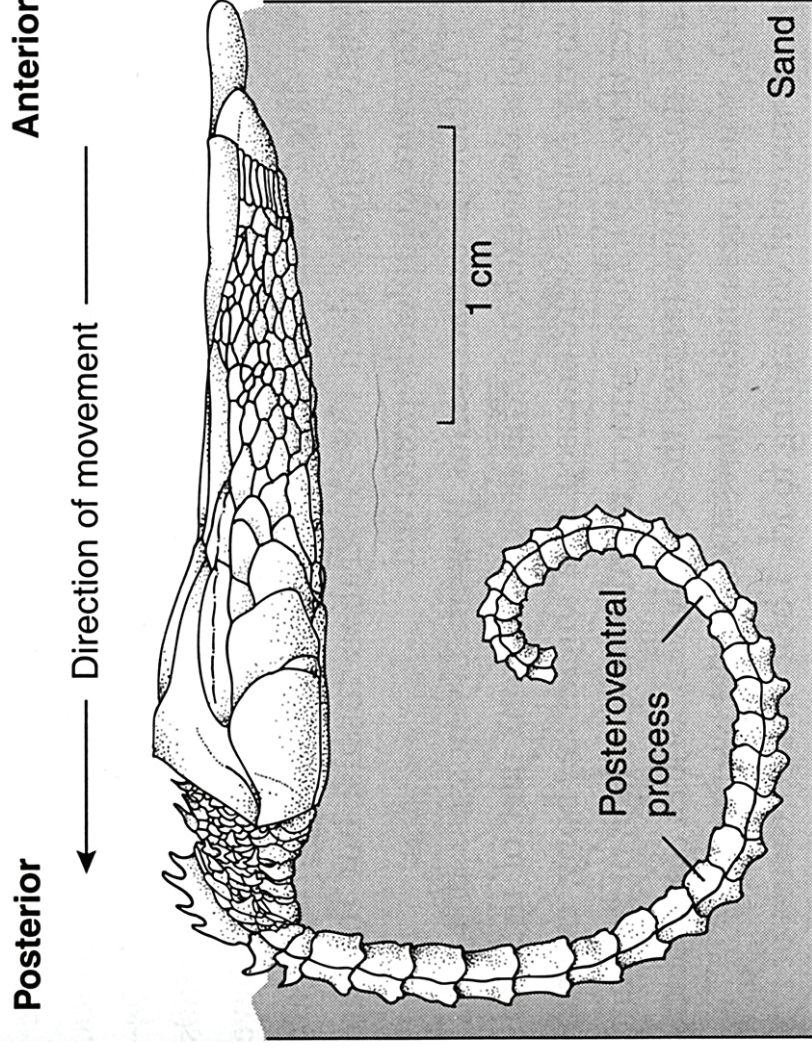 Posterior
Anterior
Direction of movement
1 cm
Posteroventral
process
Sand